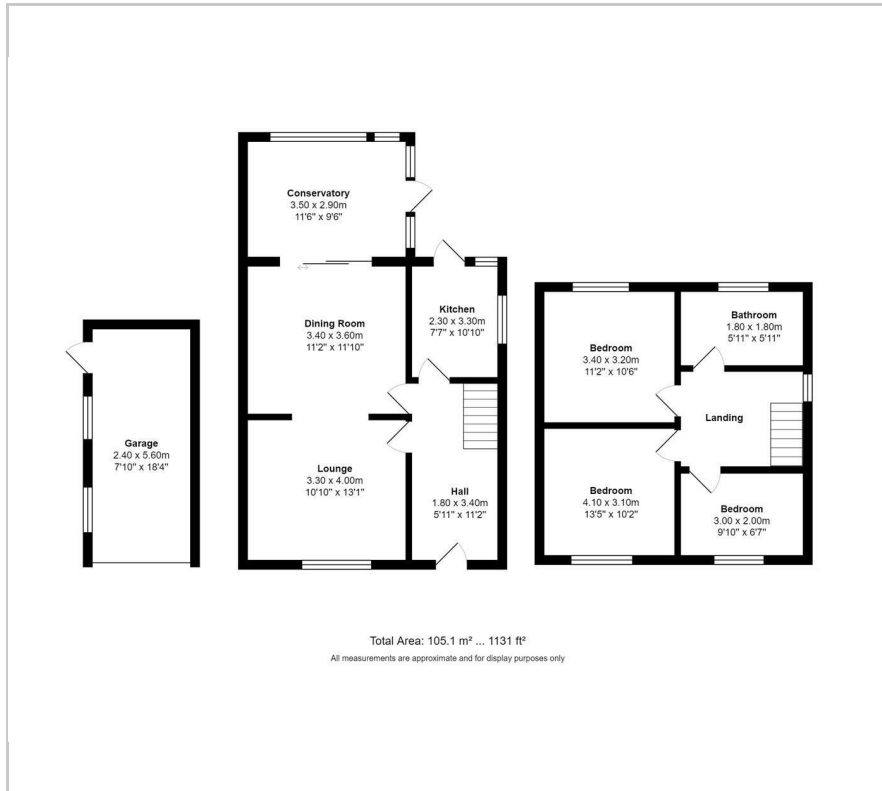 Conservatory
3.50 x 2.90m
11'6" x 9'6"
Kitchen
2.30 x 3.30m
7'7" x 10'10"
Dining Room
3.40 x 3.60m
11'2" x 11'10"
Bathroom
1.80 x 1.80m
5'11" x 5'11"
Bedroom
3.40 x 3.20m
11'2" x 10'6"
Landing
Garage
2.40 x 5.60m
7'10" x 18'4"
Lounge
3.30 x 4.00m
10'10" x 13'1"
Hall
1.80 x 3.40m
5'11" x 11'2"
Bedroom
4.10 x 3.10m
13'5" x 10'2"
Bedroom
3.00 x 2.00m
9'10" x 6'7"
Total Area: 105.1 m² ... 1131 ft²
All measurements are approximate and for display purposes only